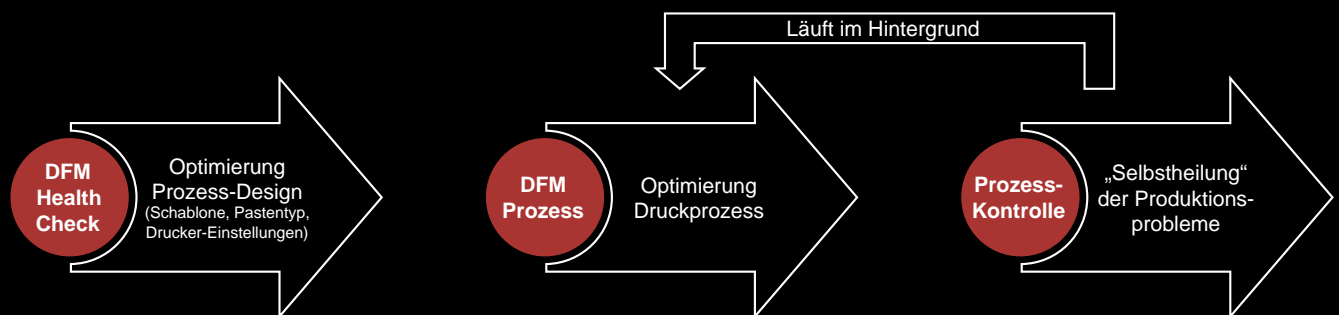 Läuft im Hintergrund
DFM
Health
Check
Optimierung
Prozess-Design
(Schablone, Pastentyp,
Drucker-Einstellungen)
DFM
Prozess
Optimierung
Druckprozess
Prozess-
Kontrolle
„Selbstheilung“
der Produktions-
probleme